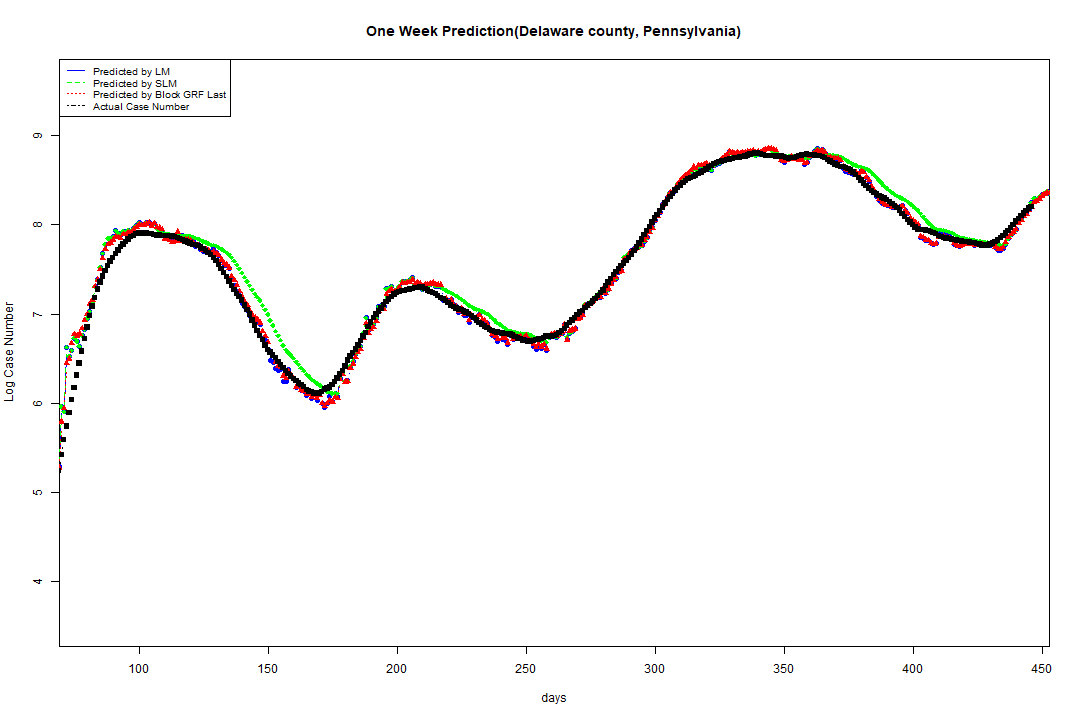 One Week Prediction(Delaware county, Pennsylvania)
Predicted by LM
Predicted by SLM
Predicted by Block GRF Last
Actual Case Number
Log Case Number
9
8
7
6
5
4
100 150 200 250 300 350 400 450
days